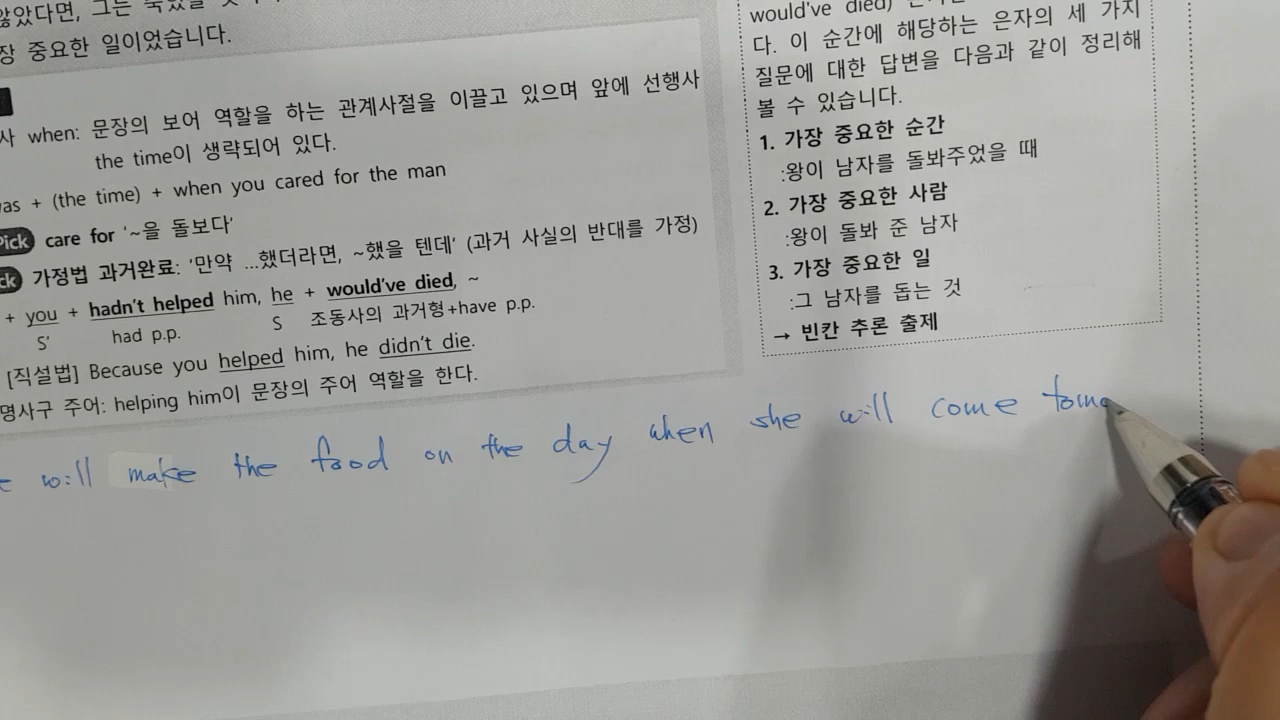 않았다면, 그는
장 중요한 일이었습니다.
사 when: 문장의 보어 역할을 하는 관계사절을 이끌고 있으며 앞에 선행사
the time이 생략되어 있다.
as + (the time) + when you cared for the man
Pick care for '~을 돌보다'
ck 가정법 과거완료: '만약 …했더라면, ~했을 텐데' (과거 사실의 반대를 가정)
+ you + hadn't helped him, he + would've died, ~
S' had p.p. S 조동사의 과거형+have p.p.
[직설법] Because you helped him, he didn't die.
명사구 주어: helping him이 문장의 주어 역할을 한다.
would've died)
다. 이 순간에 해당하는 은자의 세 가지
질문에 대한 답변을 다음과 같이 정리해
볼 수 있습니다.
1. 가장 중요한 순간
:왕이 남자를 돌봐주었을 때
2. 가장 중요한 사람
:왕이 돌봐 준 남자
3. 가장 중요한 일
:그 남자를 돕는 것
→ 빈칸 추론 출제
e will make the food on the day when she will come tomo